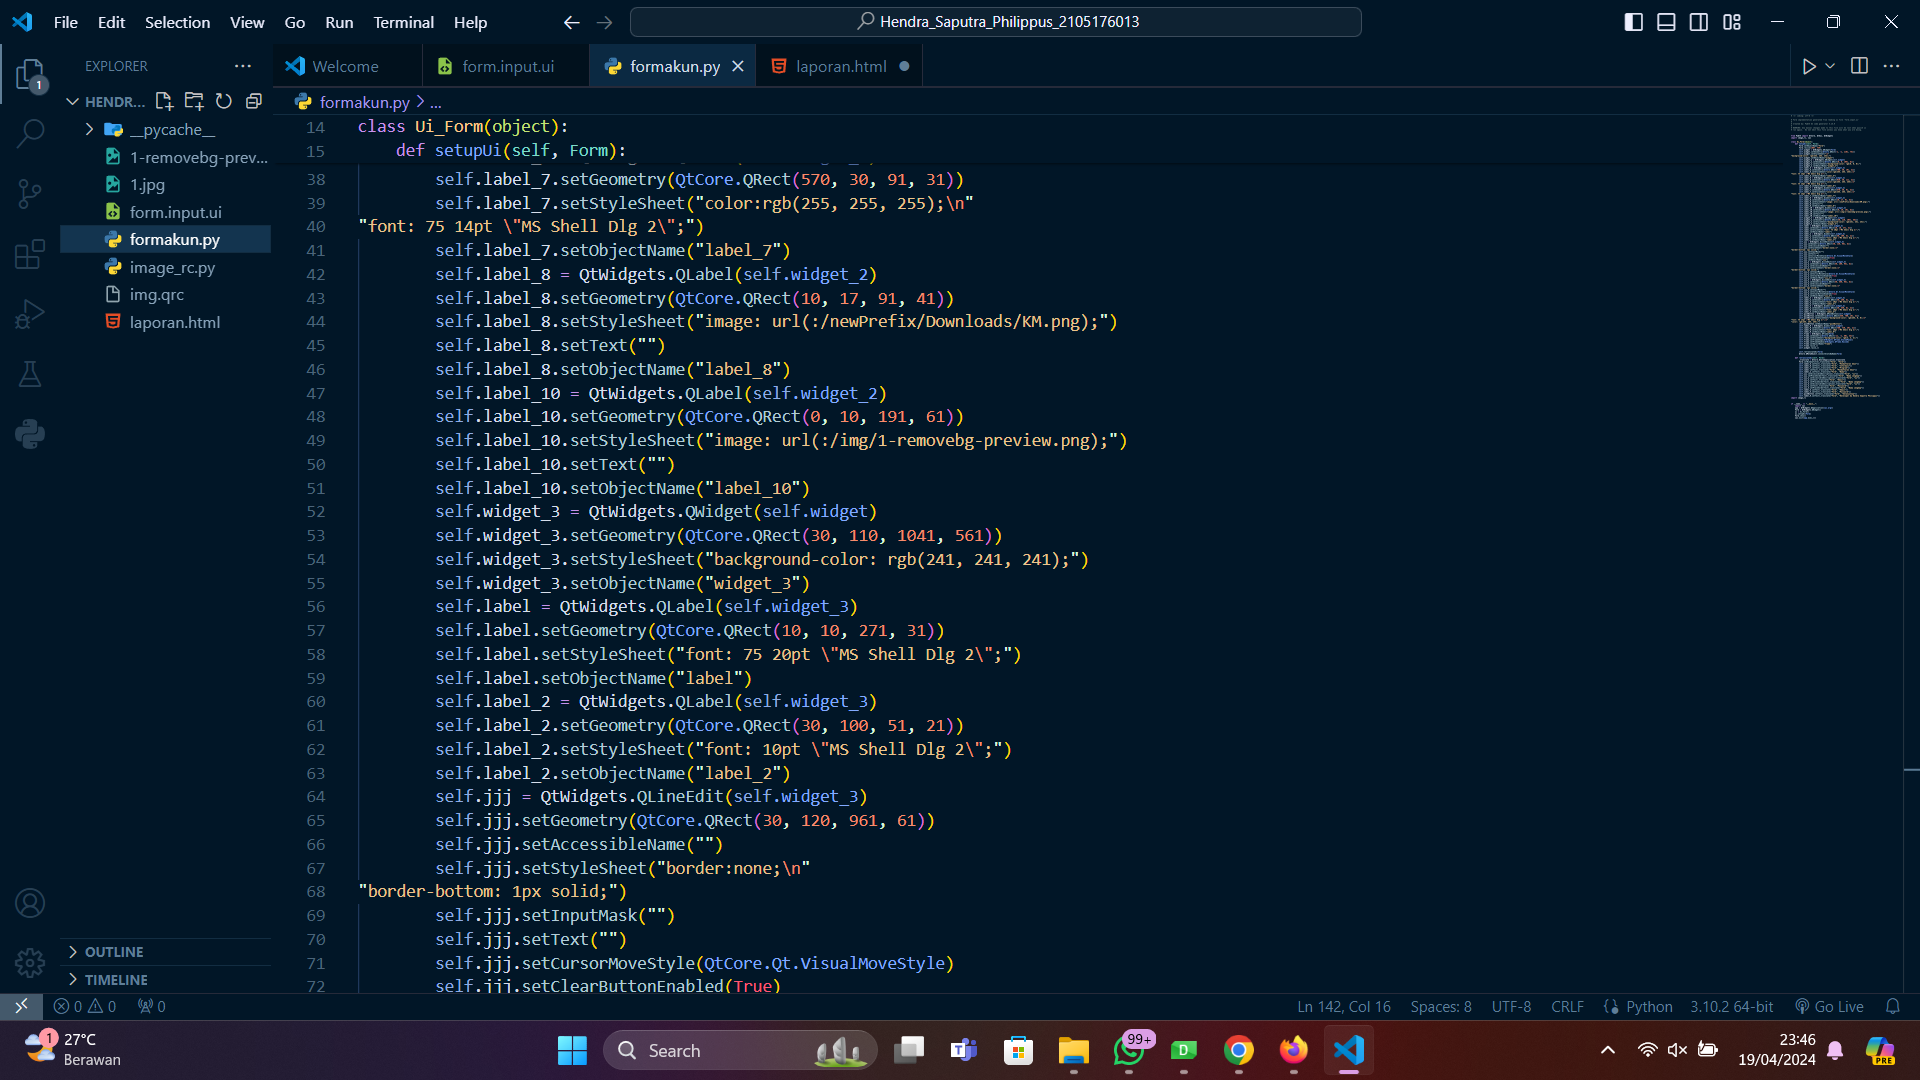 File Edit Selection View Go Run Terminal Help
Hendra_Saputra_Philippus_2105176013
EXPLORER
Welcome
form.input.ui
formakun.py
laporan.html
1
HENDR...
__pycache__
1-removebg-prev...
1.jpg
form.input.ui
formakun.py
image_rc.py
img.qrc
laporan.html
OUTLINE
TIMELINE
formakun.py > ...
14 class Ui_Form(object):
15 def setupUi(self, Form):
38 self.label_7.setGeometry(QtCore.QRect(570, 30, 91, 31))
39 self.label_7.setStyleSheet("color:rgb(255, 255, 255);\n"
40 "font: 75 14pt \"MS Shell Dlg 2\";")
41 self.label_7.setObjectName("label_7")
42 self.label_8 = QtWidgets.QLabel(self.widget_2)
43 self.label_8.setGeometry(QtCore.QRect(10, 17, 91, 41))
44 self.label_8.setStyleSheet("image: url(:/newPrefix/Downloads/KM.png);")
45 self.label_8.setText("")
46 self.label_8.setObjectName("label_8")
47 self.label_10 = QtWidgets.QLabel(self.widget_2)
48 self.label_10.setGeometry(QtCore.QRect(0, 10, 191, 61))
49 self.label_10.setStyleSheet("image: url(:/img/1-removebg-preview.png);")
50 self.label_10.setText("")
51 self.label_10.setObjectName("label_10")
52 self.widget_3 = QtWidgets.QWidget(self.widget)
53 self.widget_3.setGeometry(QtCore.QRect(30, 110, 1041, 561))
54 self.widget_3.setStyleSheet("background-color: rgb(241, 241, 241);")
55 self.widget_3.setObjectName("widget_3")
56 self.label = QtWidgets.QLabel(self.widget_3)
57 self.label.setGeometry(QtCore.QRect(10, 10, 271, 31))
58 self.label.setStyleSheet("font: 75 20pt \"MS Shell Dlg 2\";")
59 self.label.setObjectName("label")
60 self.label_2 = QtWidgets.QLabel(self.widget_3)
61 self.label_2.setGeometry(QtCore.QRect(30, 100, 51, 21))
62 self.label_2.setStyleSheet("font: 10pt \"MS Shell Dlg 2\";")
63 self.label_2.setObjectName("label_2")
64 self.jjj = QtWidgets.QLineEdit(self.widget_3)
65 self.jjj.setGeometry(QtCore.QRect(30, 120, 961, 61))
66 self.jjj.setAccessibleName("")
67 self.jjj.setStyleSheet("border:none;\n"
68 "border-bottom: 1px solid;")
69 self.jjj.setInputMask("")
70 self.jjj.setText("")
71 self.jjj.setCursorMoveStyle(QtCore.Qt.VisualMoveStyle)
72 self.jjj.setClearButtonEnabled(True)
0 0 0
Ln 142, Col 16 Spaces: 8 UTF-8 CRLF Python 3.10.2 64-bit Go Live
1
27°C
Berawan
Search
99+
D
PRE
23:46
19/04/2024